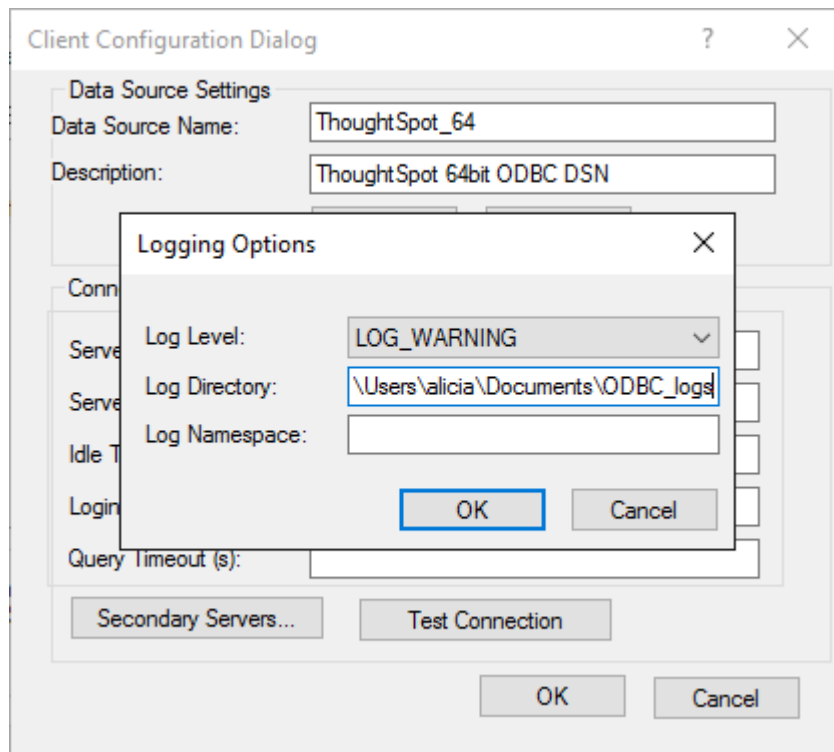 Client Configuration Dialog
Data Source Settings
Data Source Name: ThoughtSpot_64
Description: ThoughtSpot 64bit ODBC DSN
Logging Options
Log Level: LOG_WARNING
Log Directory: \Users\alicia\Documents\ODBC_logs
Log Namespace:
OK Cancel
Query Timeout (s):
Secondary Servers... Test Connection
OK Cancel